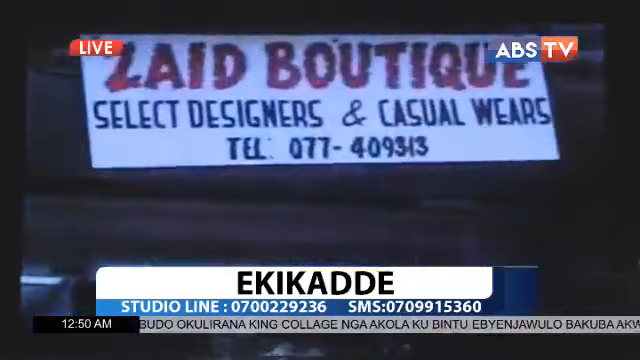 LIVE
ABS TV
ZAID BOUTIQUE
SELECT DESIGNERS & CASUAL WEARS
TEL: 077-409313
EKIKADDE
STUDIO LINE : 0700229236 SMS:0709915360
12:50 AM BUDO OKULIRANA KING COLLAGE NGA AKOLA KU BINTU EBYENJAWULO BAKUBA AKW